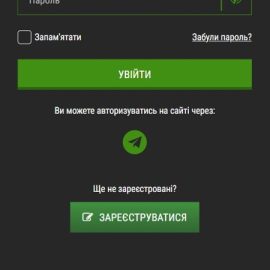 Пароль
Запам'ятати
Забули пароль?
УВІЙТИ
Ви можете авторизуватись на сайті через:
Ще не зареєстровані?
ЗАРЕЄСТРУВАТИСЯ